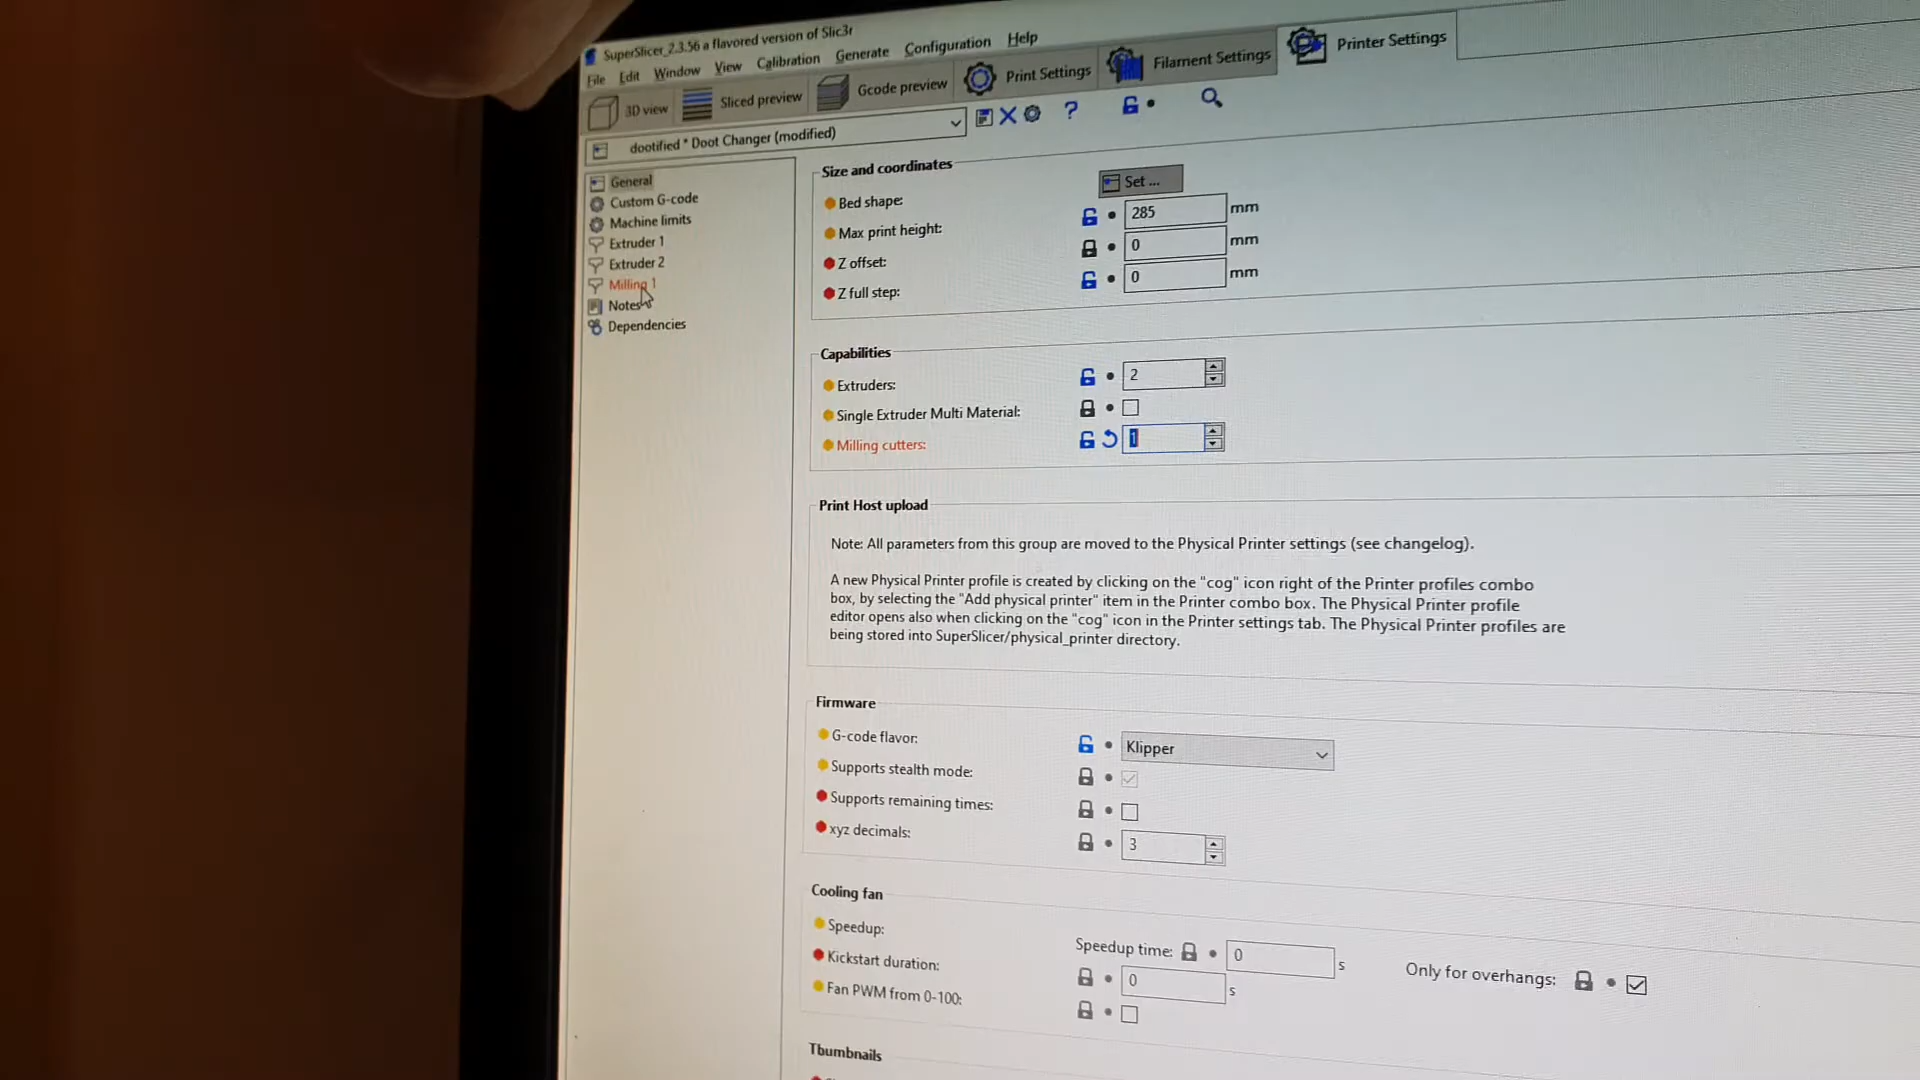 SuperSlicer_2.3.56 a flavored version of Slic3r
File Edit Window View Calibration Generate Configuration Help
3D view Sliced preview Gcode preview Print Settings Filament Settings Printer Settings
dootified * Doot Changer (modified)
General
Custom G-code
Machine limits
Extruder 1
Extruder 2
Milling 1
Notes
Dependencies
Size and coordinates
Bed shape: Set ...
Max print height: 285 mm
Z offset: 0 mm
Z full step: 0 mm
Capabilities
Extruders: 2
Single Extruder Multi Material:
Milling cutters: 1
Print Host upload
Note: All parameters from this group are moved to the Physical Printer settings (see changelog).
A new Physical Printer profile is created by clicking on the "cog" icon right of the Printer profiles combo
box, by selecting the "Add physical printer" item in the Printer combo box. The Physical Printer profile
editor opens also when clicking on the "cog" icon in the Printer settings tab. The Physical Printer profiles are
being stored into SuperSlicer/physical_printer directory.
Firmware
G-code flavor: Klipper
Supports stealth mode:
Supports remaining times:
xyz decimals: 3
Cooling fan
Speedup: Speedup time: 0 s Only for overhangs:
Kickstart duration: 0 s
Fan PWM from 0-100:
Thumbnails